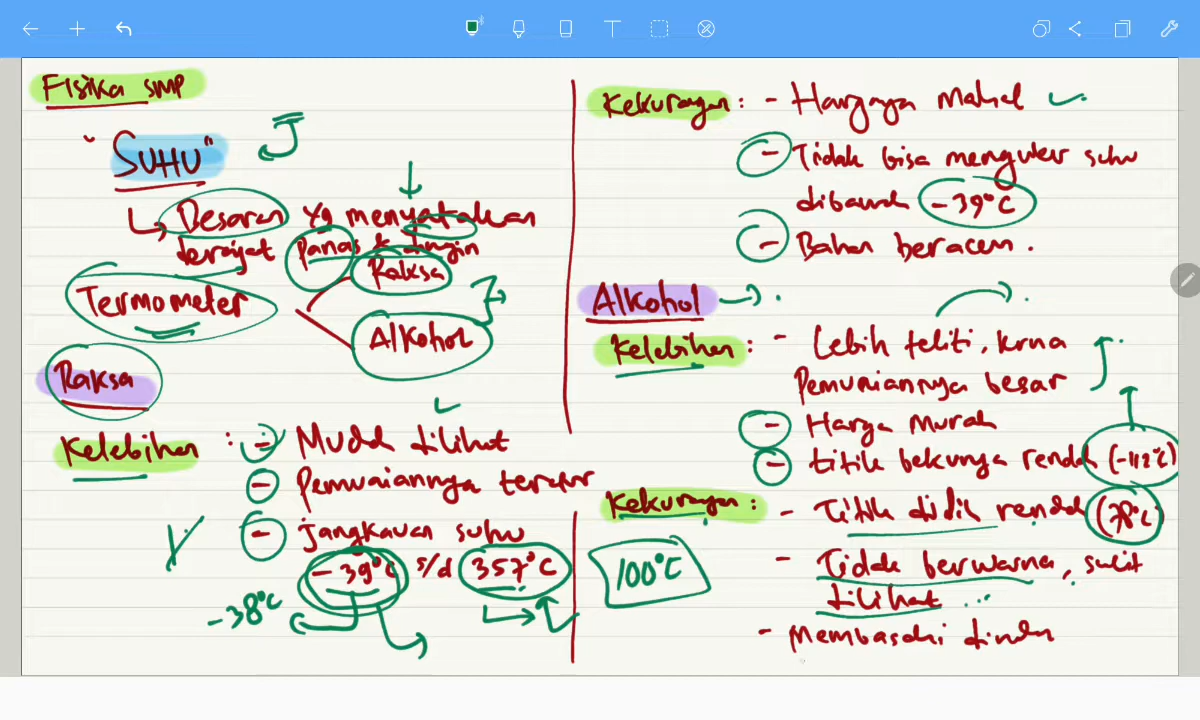 Fisika SMP
"SUHU"
Besaran yg menyatakan
derajat panas & dingin
Termometer
Raksa
Alkohol
Raksa
Kelebihan : - Mudah dilihat
- Pemuaiannya teratur
- jangkauan suhu
-39°C s/d 357°C
-38°C
Kekurangan : - Hargaya Mahal
- Tidak bisa mengukur suhu
dibawah -39°C
- Bahan beracun.
Alkohol
Kelebihan : - Lebih teliti, krna
Pemuaiannya besar
- Harga Murah
- titik bekunya rendah (-112°C)
Kekurangan : - Titik didih rendah (78°C)
100°C
- Tidak berwarna, sulit
dilihat
- Membasahi dindin